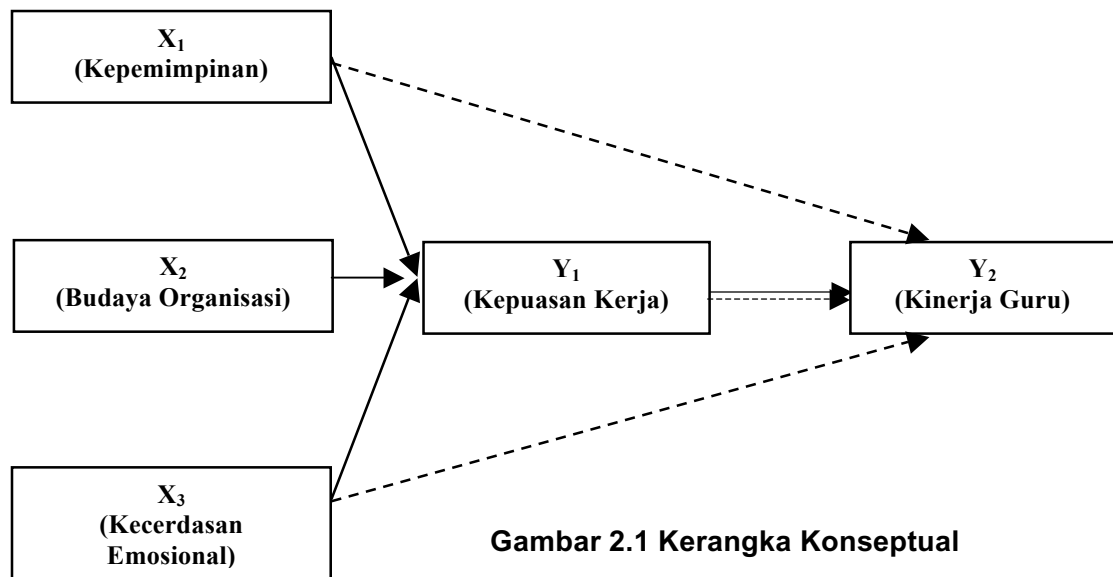 X₁
(Kepemimpinan)
X₂
(Budaya Organisasi)
Y₁
(Kepuasan Kerja)
Y₂
(Kinerja Guru)
X₃
(Kecerdasan
Emosional)
Gambar 2.1 Kerangka Konseptual